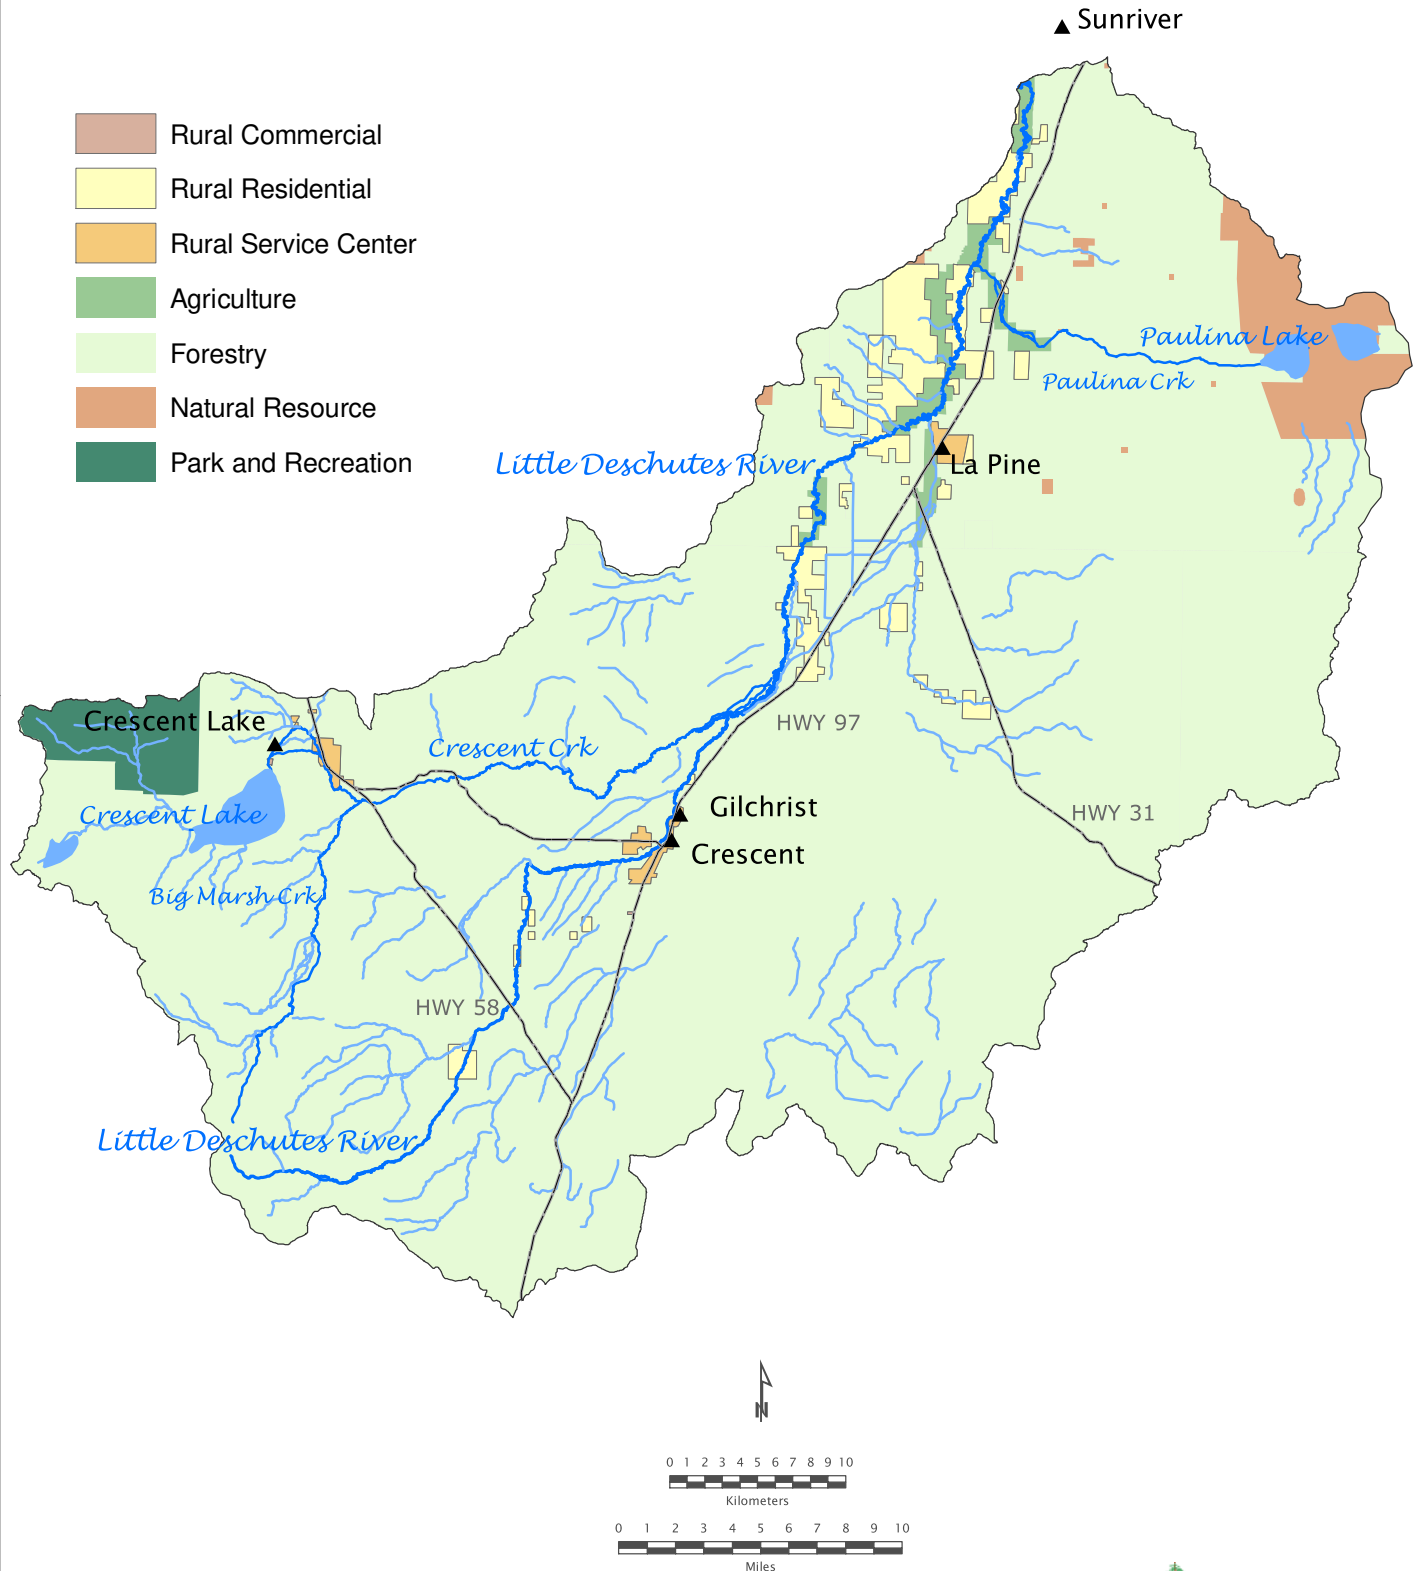 Sunriver
Rural Commercial
Rural Residential
Rural Service Center
Agriculture
Forestry
Natural Resource
Park and Recreation
Paulina Lake
Paulina Crk
Little Deschutes River
La Pine
Crescent Lake
HWY 97
Crescent Crk
Gilchrist
HWY 31
Crescent Lake
Crescent
Big Marsh Crk
HWY 58
Little Deschutes River
N
0 1 2 3 4 5 6 7 8 9 10
Kilometers
0 1 2 3 4 5 6 7 8 9 10
Miles